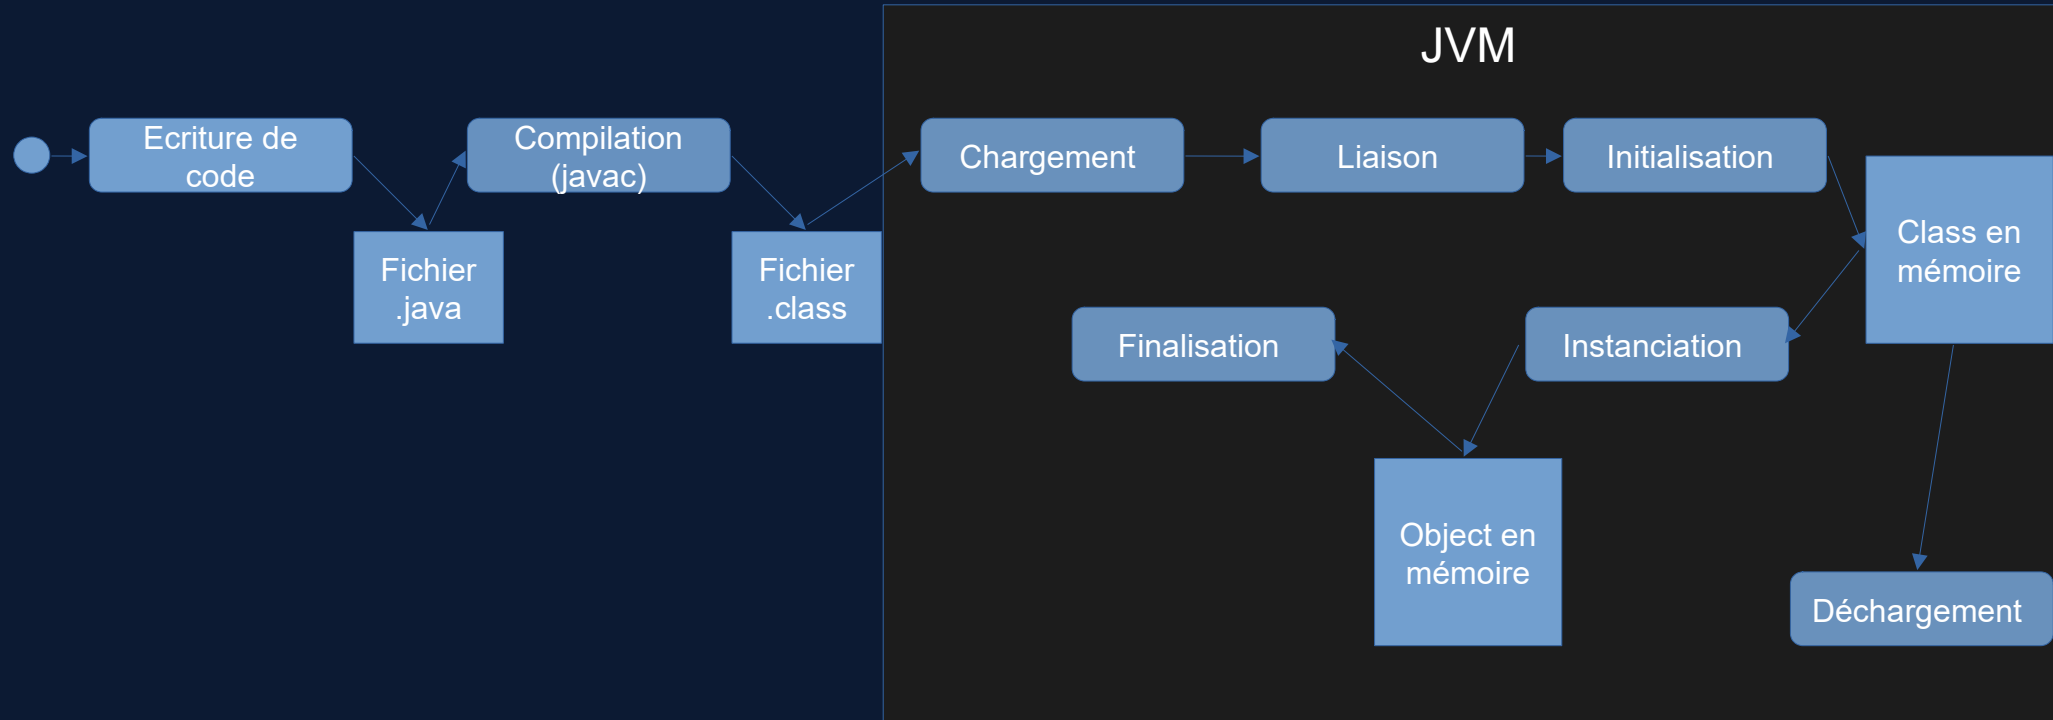 JVM
Ecriture de
code
Compilation
(javac)
Chargement
Liaison
Initialisation
Fichier
.java
Fichier
.class
Class en
mémoire
Finalisation
Instanciation
Object en
mémoire
Déchargement